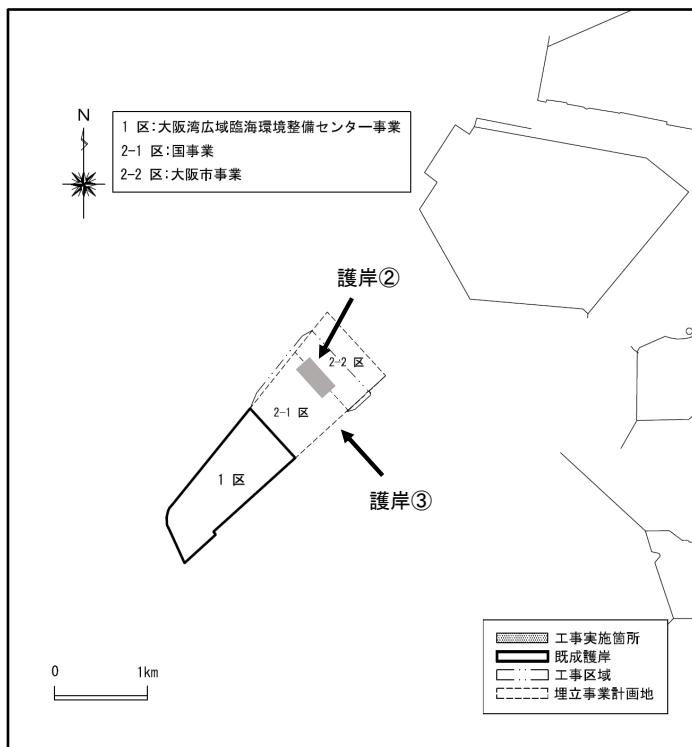 N
1 区:大阪湾広域臨海環境整備センター事業
2-1 区:国事業
2-2 区:大阪市事業
護岸②
2-2 区
2-1 区
1 区
護岸③
0 1km
工事実施箇所
既成護岸
工事区域
埋立事業計画地